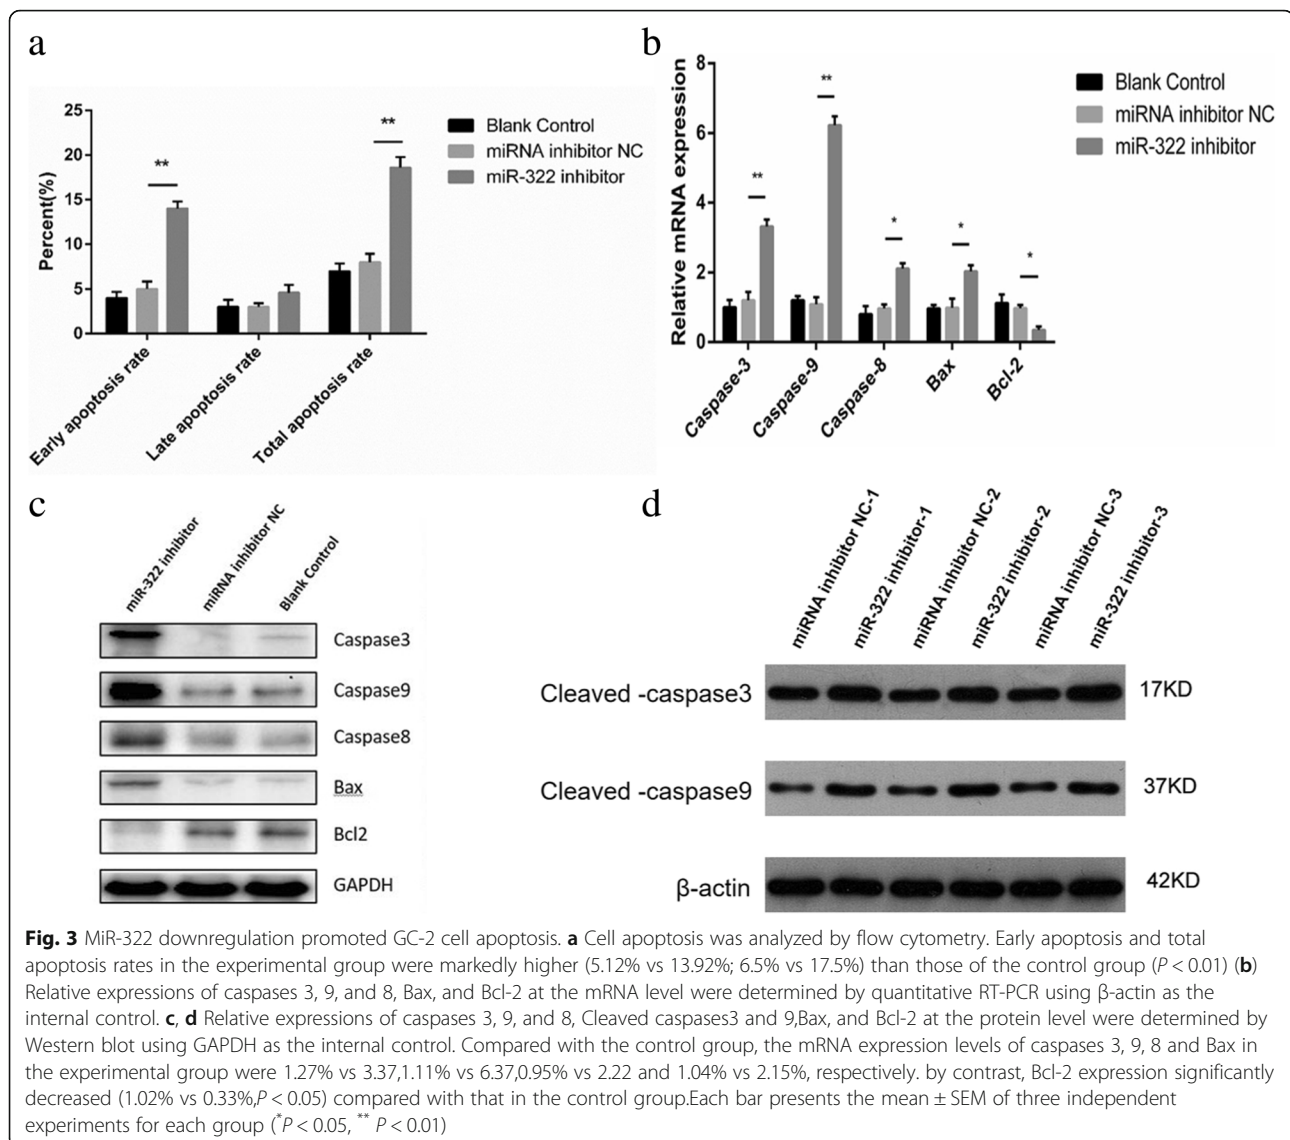 a
25
20
15
10
5
0
Percent(%)
**
**
Blank Control
miRNA inhibitor NC
miR-322 inhibitor
Early apoptosis rate
Late apoptosis rate
Total apoptosis rate
b
8
6
4
2
0
Relative mRNA expression
**
**
*
*
*
Blank Control
miRNA inhibitor NC
miR-322 inhibitor
Caspase-3
Caspase-9
Caspase-8
Bax
Bcl-2
c
miR-322 inhibitor
miRNA inhibitor NC
Blank Control
Caspase3
Caspase9
Caspase8
Bax
Bcl2
GAPDH
d
miRNA inhibitor NC-1
miR-322 inhibitor-1
miRNA inhibitor NC-2
miR-322 inhibitor-2
miRNA inhibitor NC-3
miR-322 inhibitor-3
Cleaved -caspase3 17KD
Cleaved -caspase9 37KD
β-actin 42KD
Fig. 3 MiR-322 downregulation promoted GC-2 cell apoptosis. a Cell apoptosis was analyzed by flow cytometry. Early apoptosis and total
apoptosis rates in the experimental group were markedly higher (5.12% vs 13.92%; 6.5% vs 17.5%) than those of the control group (P < 0.01) (b)
Relative expressions of caspases 3, 9, and 8, Bax, and Bcl-2 at the mRNA level were determined by quantitative RT-PCR using β-actin as the
internal control. c, d Relative expressions of caspases 3, 9, and 8, Cleaved caspases3 and 9,Bax, and Bcl-2 at the protein level were determined by
Western blot using GAPDH as the internal control. Compared with the control group, the mRNA expression levels of caspases 3, 9, 8 and Bax in
the experimental group were 1.27% vs 3.37,1.11% vs 6.37,0.95% vs 2.22 and 1.04% vs 2.15%, respectively. by contrast, Bcl-2 expression significantly
decreased (1.02% vs 0.33%,P < 0.05) compared with that in the control group.Each bar presents the mean ± SEM of three independent
experiments for each group (*P < 0.05, ** P < 0.01)